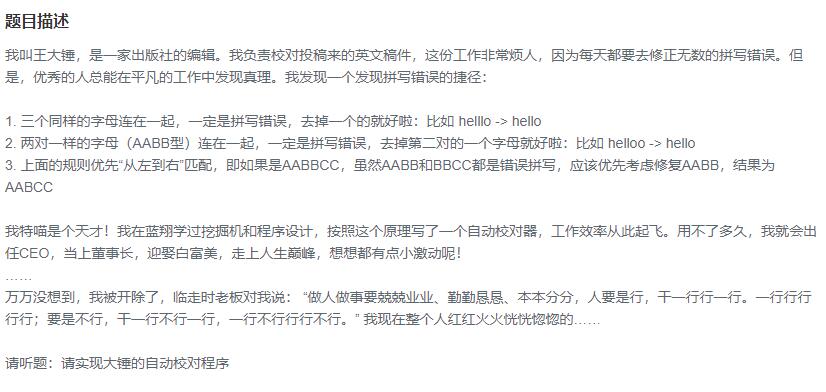 题目描述
我叫王大锤，是一家出版社的编辑。我负责校对投稿来的英文稿件，这份工作非常烦人，因为每天都要去修正无数的拼写错误。但
是，优秀的人总能在平凡的工作中发现真理。我发现一个发现拼写错误的捷径：
1. 三个同样的字母连在一起，一定是拼写错误，去掉一个的就好啦：比如 helllo -> hello
2. 两对一样的字母（AABB型）连在一起，一定是拼写错误，去掉第二对的一个字母就好啦：比如 helloo -> hello
3. 上面的规则优先“从左到右”匹配，即如果是AABBCC，虽然AABB和BBCC都是错误拼写，应该优先考虑修复AABB，结果为
AABCC
我特喵是个天才！我在蓝翔学过挖掘机和程序设计，按照这个原理写了一个自动校对器，工作效率从此起飞。用不了多久，我就会出
任CEO，当上董事长，迎娶白富美，走上人生巅峰，想想都有点小激动呢！
……
万万没想到，我被开除了，临走时老板对我说： “做人做事要兢兢业业、勤勤恳恳、本本分分，人要是行，干一行行一行。一行行行
行行；要是不行，干一行不行一行，一行不行行行不行。” 我现在整个人红红火火恍恍惚惚的……
请听题：请实现大锤的自动校对程序